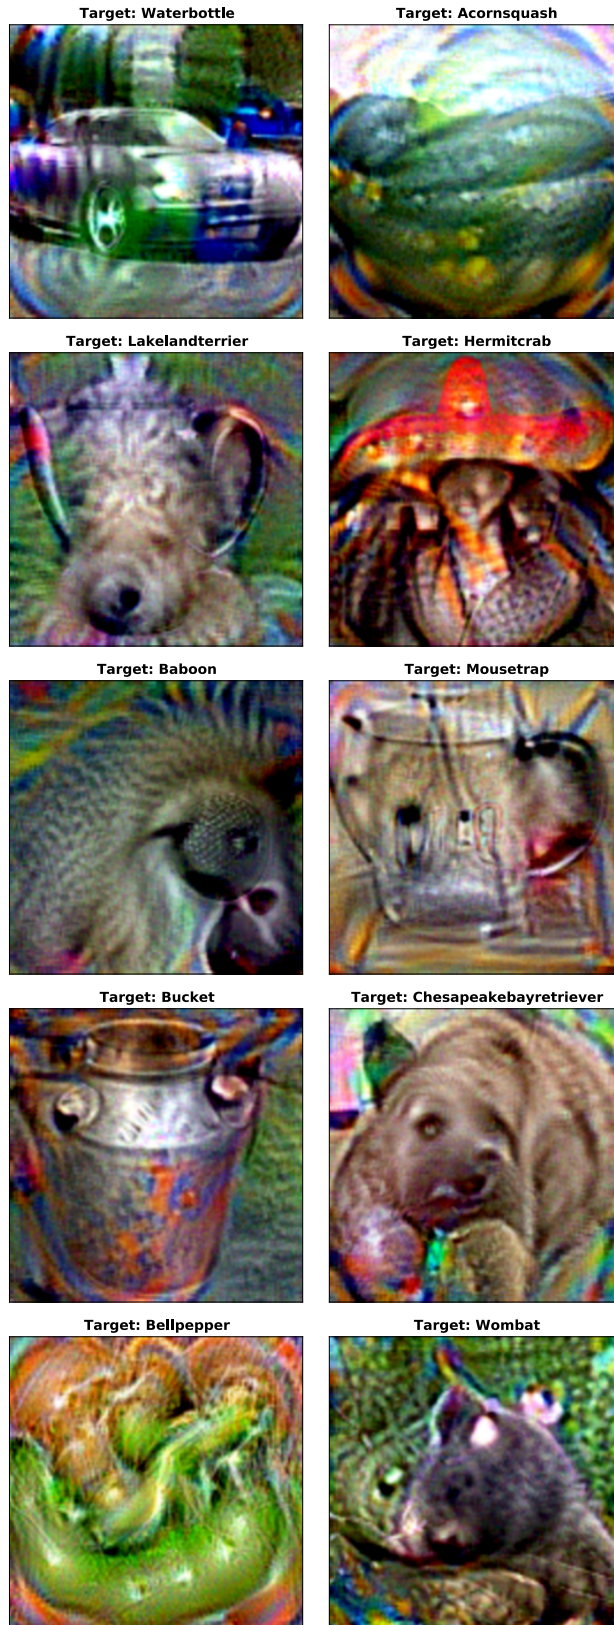 Target: Waterbottle
Target: Acornsquash
Target: Lakelandterrier
Target: Hermitcrab
Target: Baboon
Target: Mousetrap
Target: Bucket
Target: Chesapeakebayretriever
Target: Bellpepper
Target: Wombat